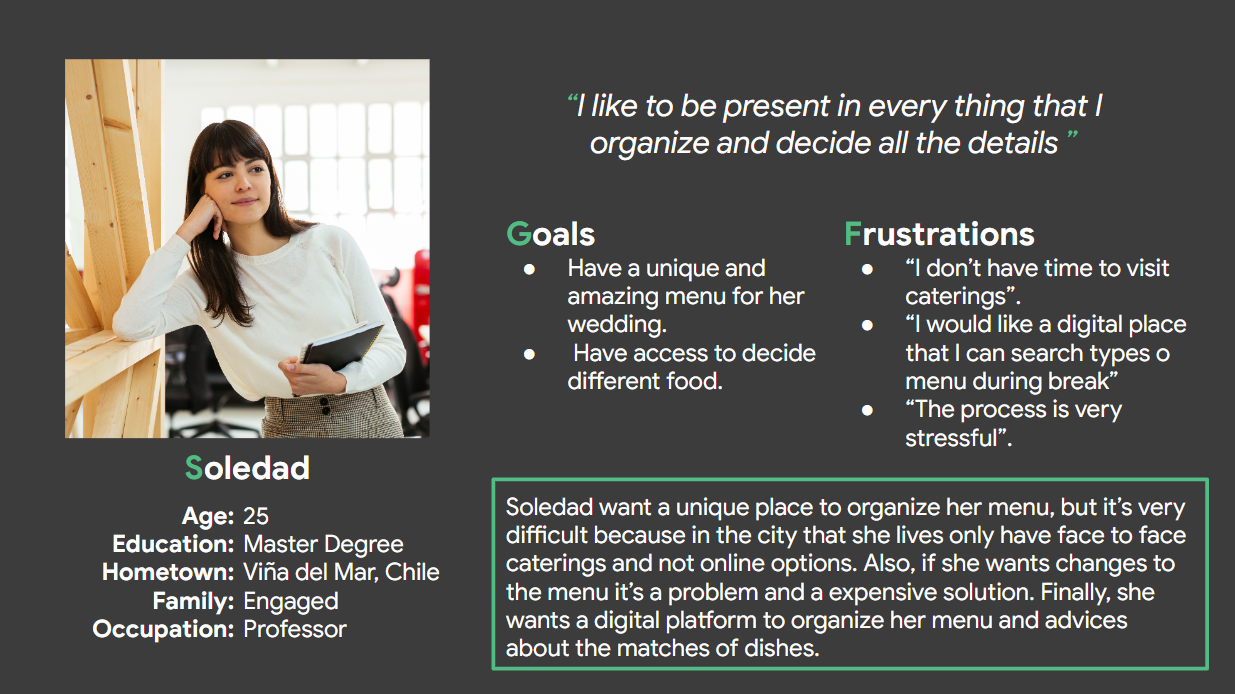 “I like to be present in every thing that I
organize and decide all the details ”
Goals
● Have a unique and
amazing menu for her
wedding.
● Have access to decide
different food.
Frustrations
● “I don’t have time to visit
caterings”.
● “I would like a digital place
that I can search types o
menu during break”
● “The process is very
stressful”.
Soledad
Age: 25
Education: Master Degree
Hometown: Viña del Mar, Chile
Family: Engaged
Occupation: Professor
Soledad want a unique place to organize her menu, but it’s very
difficult because in the city that she lives only have face to face
caterings and not online options. Also, if she wants changes to
the menu it’s a problem and a expensive solution. Finally, she
wants a digital platform to organize her menu and advices
about the matches of dishes.